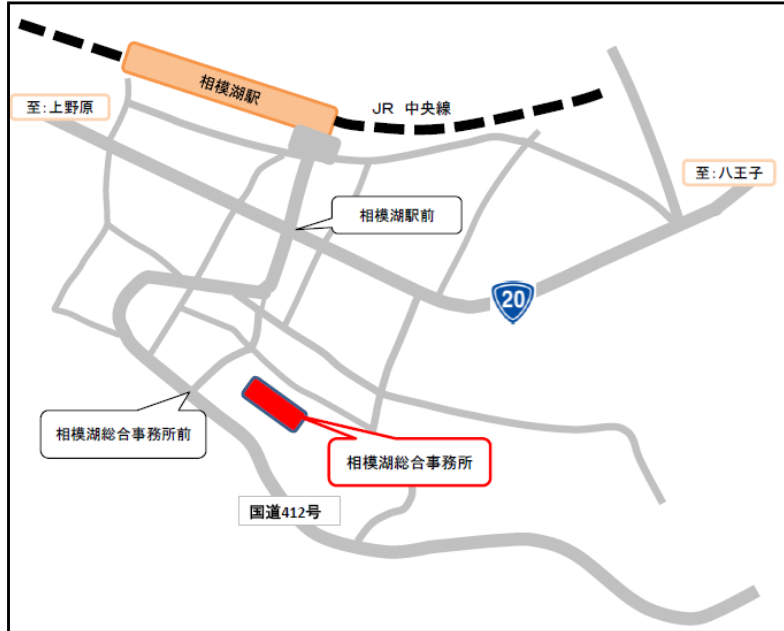 相模湖駅
JR 中央線
至:上野原
至:八王子
相模湖駅前
20
相模湖総合事務所前
相模湖総合事務所
国道412号